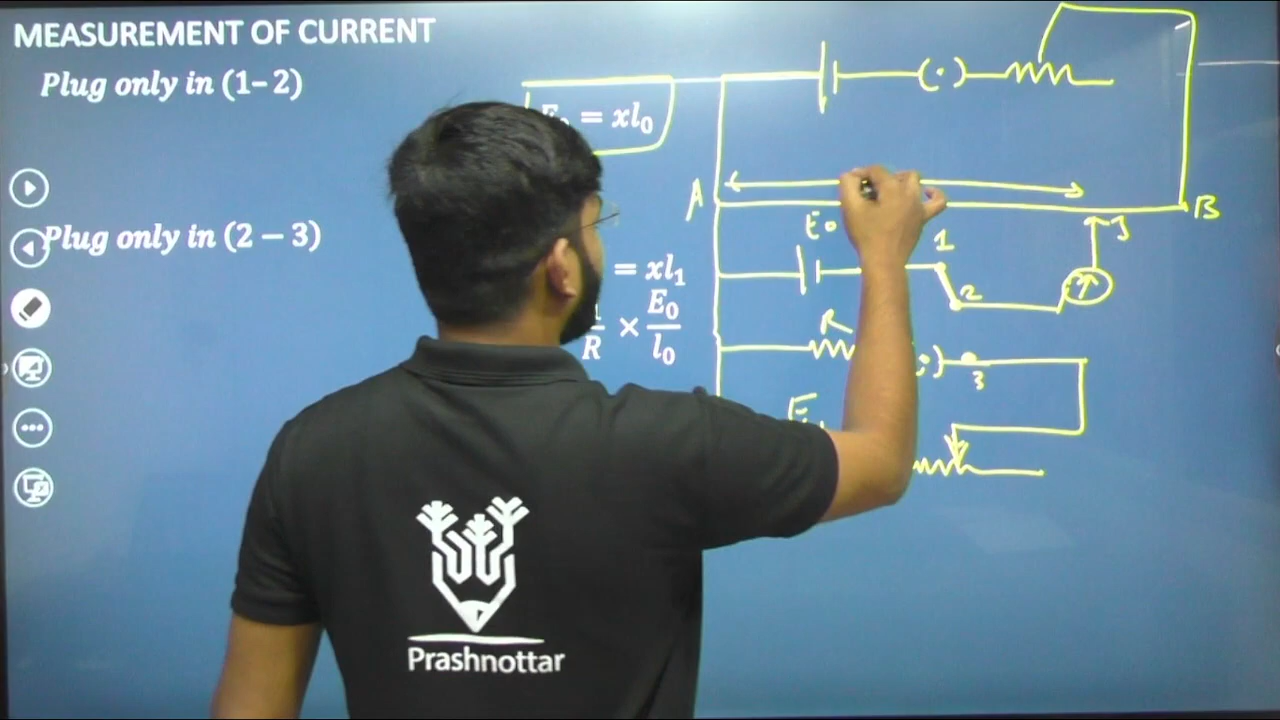 MEASUREMENT OF CURRENT
Plug only in (1–2)
= xl₀
A
B
E₀
1
J
2
Plug only in (2 – 3)
= xl₁
R × E₀/l₀
R
3
E
Prashnottar